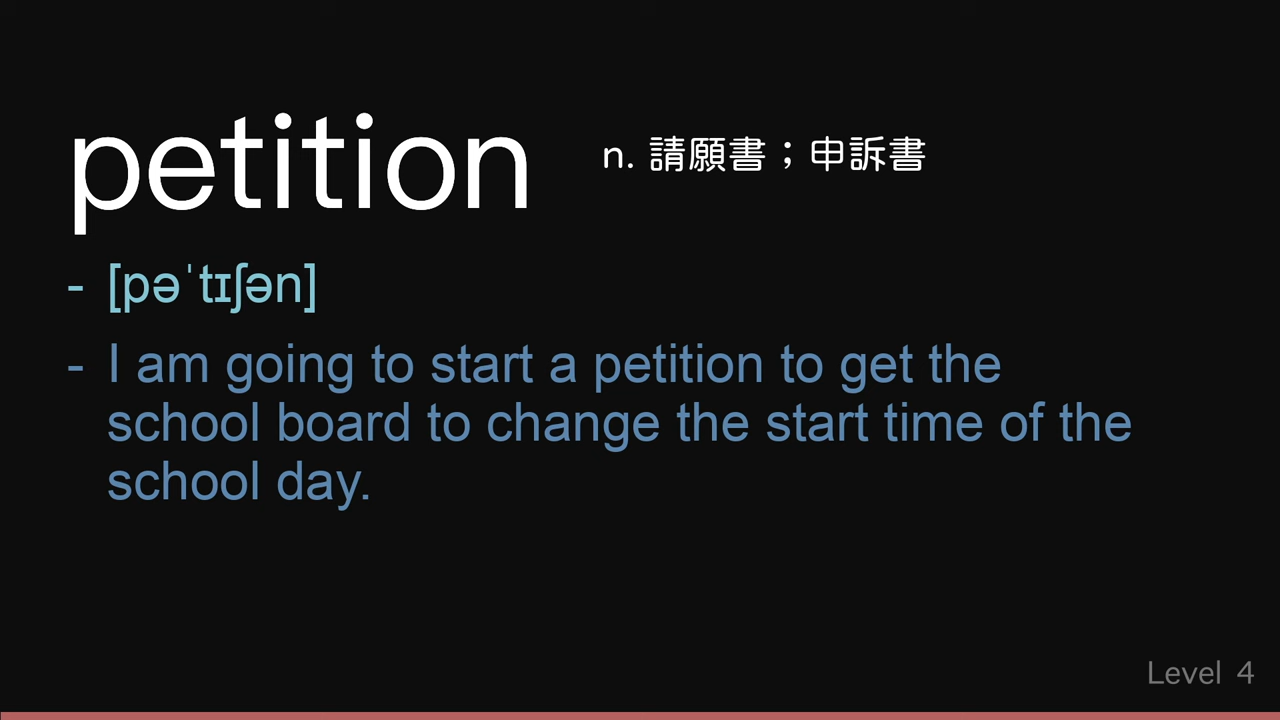 petition n. 請願書；申訴書
- [pəˈtɪʃən]
- I am going to start a petition to get the
school board to change the start time of the
school day.
Level 4